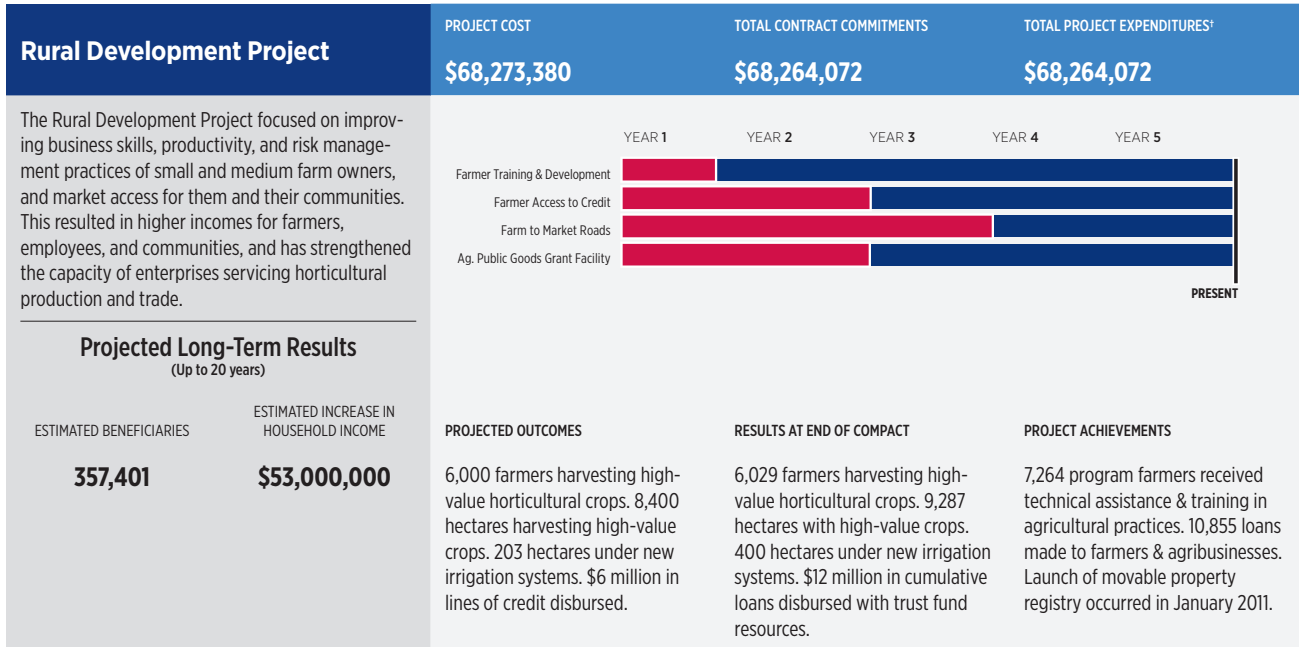 Rural Development Project
PROJECT COST
$68,273,380
TOTAL CONTRACT COMMITMENTS
$68,264,072
TOTAL PROJECT EXPENDITURES†
$68,264,072
The Rural Development Project focused on improv-
ing business skills, productivity, and risk manage-
ment practices of small and medium farm owners,
and market access for them and their communities.
This resulted in higher incomes for farmers,
employees, and communities, and has strengthened
the capacity of enterprises servicing horticultural
production and trade.
Projected Long-Term Results
(Up to 20 years)
ESTIMATED BENEFICIARIES
357,401
ESTIMATED INCREASE IN
HOUSEHOLD INCOME
$53,000,000
YEAR 1 YEAR 2 YEAR 3 YEAR 4 YEAR 5
Farmer Training & Development
Farmer Access to Credit
Farm to Market Roads
Ag. Public Goods Grant Facility
PRESENT
PROJECTED OUTCOMES
6,000 farmers harvesting high-
value horticultural crops. 8,400
hectares harvesting high-value
crops. 203 hectares under new
irrigation systems. $6 million in
lines of credit disbursed.
RESULTS AT END OF COMPACT
6,029 farmers harvesting high-
value horticultural crops. 9,287
hectares with high-value crops.
400 hectares under new irrigation
systems. $12 million in cumulative
loans disbursed with trust fund
resources.
PROJECT ACHIEVEMENTS
7,264 program farmers received
technical assistance & training in
agricultural practices. 10,855 loans
made to farmers & agribusinesses.
Launch of movable property
registry occurred in January 2011.